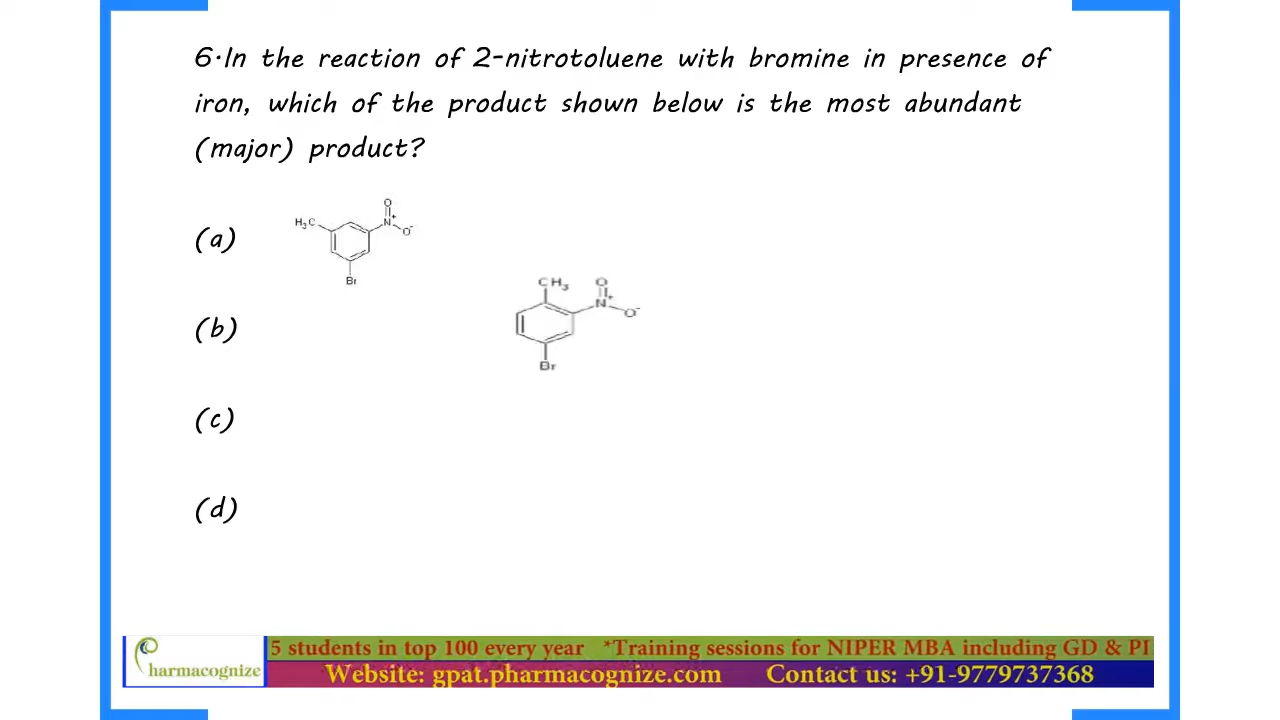 6.In the reaction of 2-nitrotoluene with bromine in presence of
iron, which of the product shown below is the most abundant
(major) product?
(a)
O
H3C
N+
O-
Br
(b)
CH3
O
N+
O-
Br
(c)
(d)
harmacognize
5 students in top 100 every year *Training sessions for NIPER MBA including GD & PI
Website: gpat.pharmacognize.com Contact us: +91-9779737368